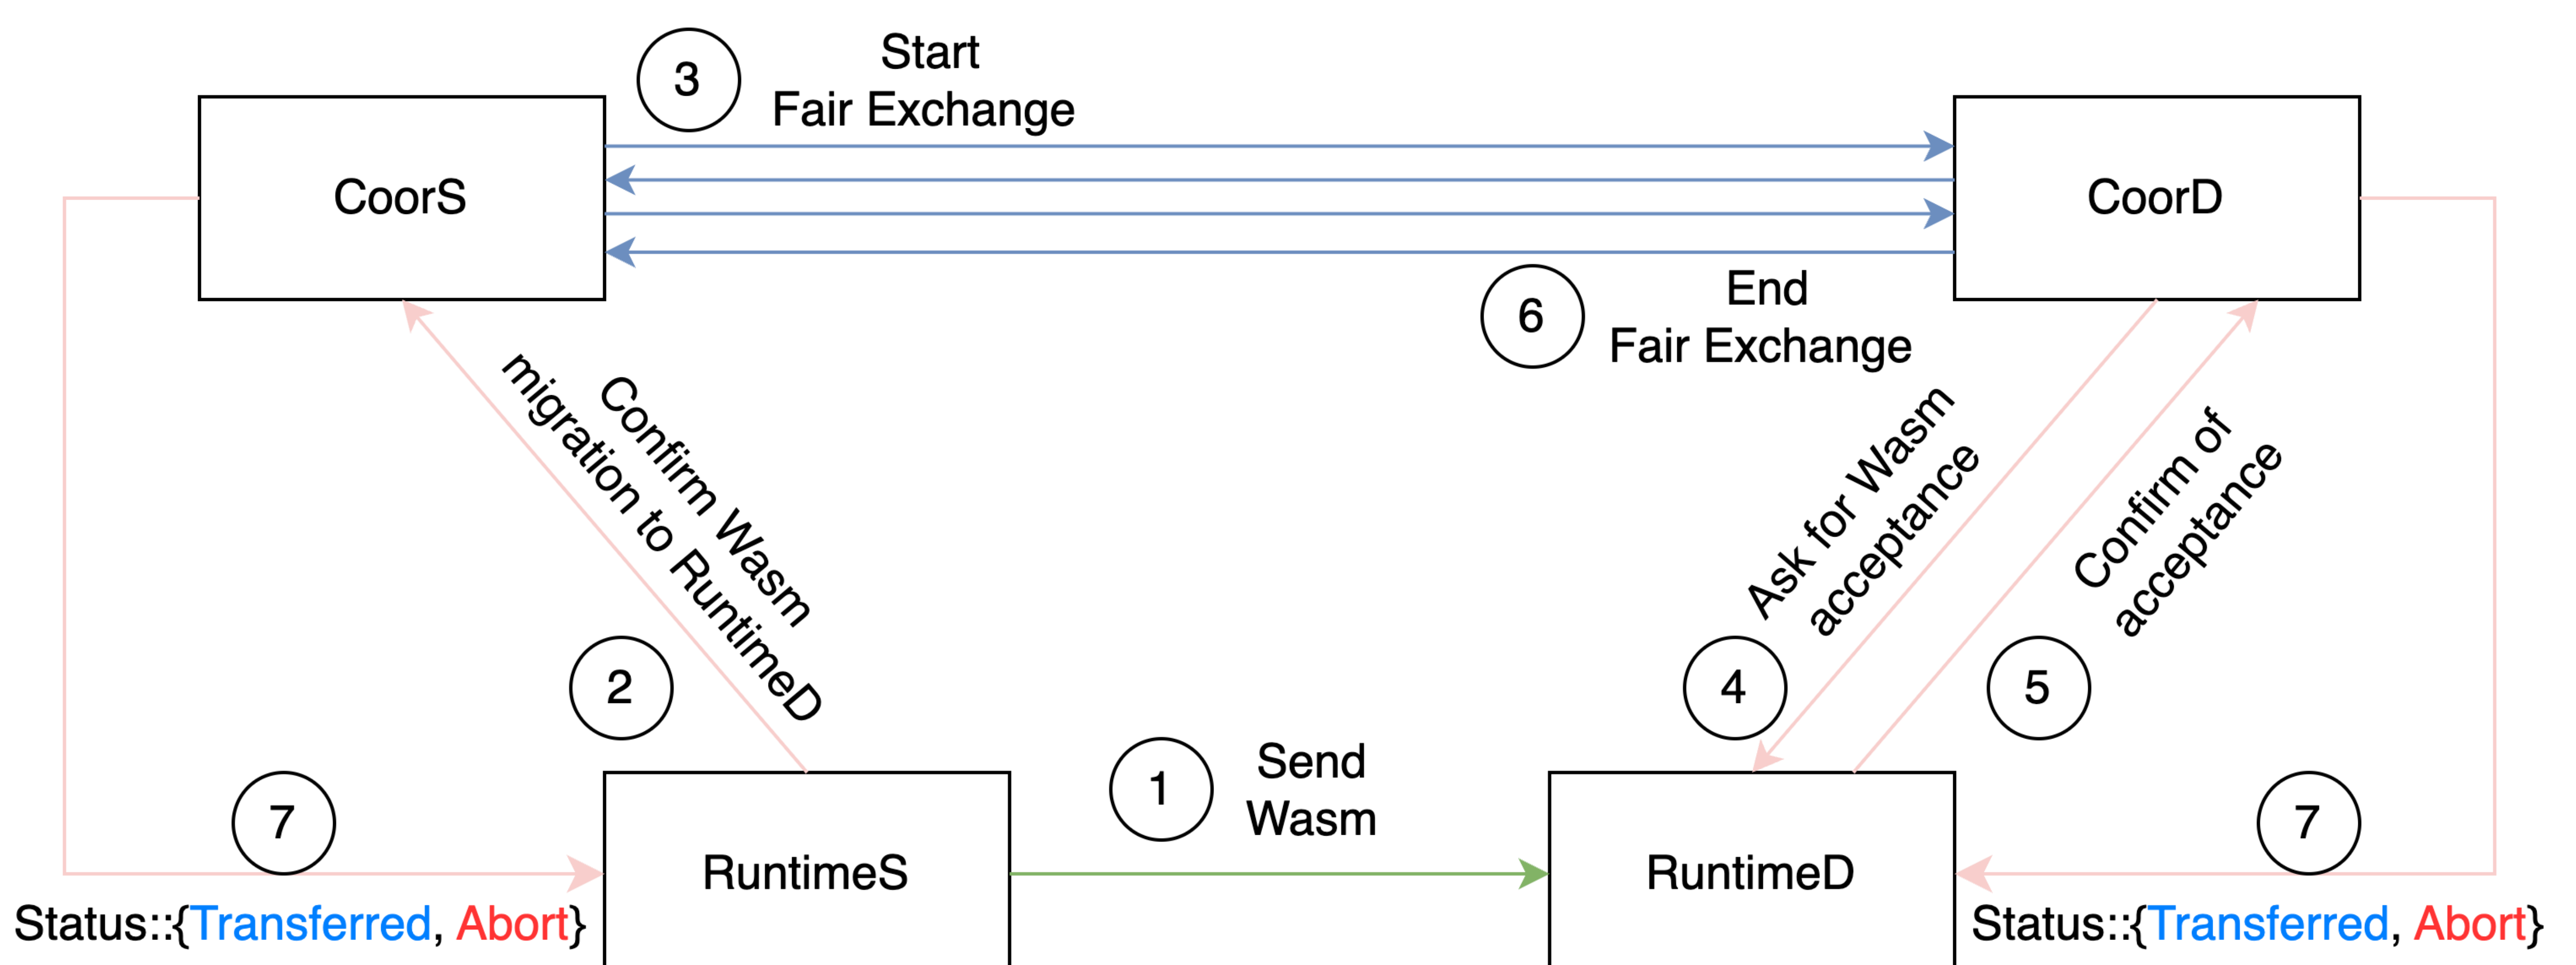 3
Start
Fair Exchange
CoorS
CoorD
6
End
Fair Exchange
Confirm Wasm
migration to RuntimeD
Ask for Wasm
acceptance
Confirm of
acceptance
2
4
5
1
Send
Wasm
7
7
RuntimeS
RuntimeD
Status::{Transferred, Abort}
Status::{Transferred, Abort}